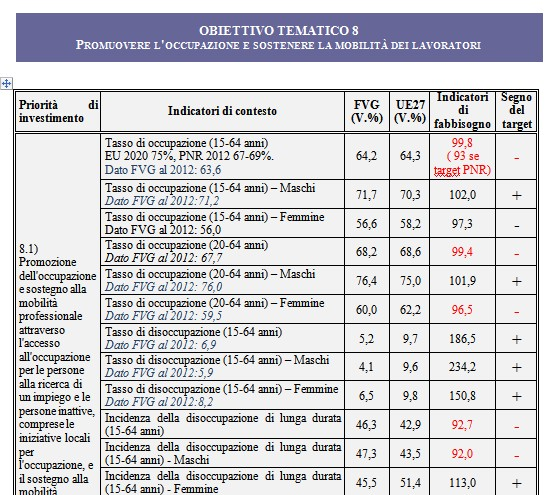 OBIETTIVO TEMATICO 8
PROMUOVERE L'OCCUPAZIONE E SOSTENERE LA MOBILITÀ DEI LAVORATORI
Priorità di investimento Indicatori di contesto FVG (V.%) UE27 (V.%) Indicatori di fabbisogno Segno del target
8.1)
Promozione
dell'occupazione
e sostegno alla
mobilità
professionale
attraverso
l'accesso
all'occupazione
per le persone
alla ricerca di
un impiego e le
persone inattive,
comprese le
iniziative locali
per
l'occupazione, e
il sostegno alla
mobilità
Tasso di occupazione (15-64 anni)
EU 2020 75%, PNR 2012 67-69%. 64,2 64,3 99,8 ( 93 se target PNR) -
Dato FVG al 2012: 63,6
Tasso di occupazione (15-64 anni) – Maschi 71,7 70,3 102,0 +
Dato FVG al 2012:71,2
Tasso di occupazione (15-64 anni) – Femmine 56,6 58,2 97,3 -
Dato FVG al 2012: 56,0
Tasso di occupazione (20-64 anni) 68,2 68,6 99,4 -
Dato FVG al 2012: 67,7
Tasso di occupazione (20-64 anni) – Maschi 76,4 75,0 101,9 +
Dato FVG al 2012: 76,0
Tasso di occupazione (20-64 anni) – Femmine 60,0 62,2 96,5 -
Dato FVG al 2012: 59,5
Tasso di disoccupazione (15-64 anni) 5,2 9,7 186,5 +
Dato FVG al 2012: 6,9
Tasso di disoccupazione (15-64 anni) – Maschi 4,1 9,6 234,2 +
Dato FVG al 2012:5,9
Tasso di disoccupazione (15-64 anni) – Femmine 6,5 9,8 150,8 +
Dato FVG al 2012:8,2
Incidenza della disoccupazione di lunga durata 46,3 42,9 92,7 -
(15-64 anni)
Incidenza della disoccupazione di lunga durata 47,3 43,5 92,0 -
(15-64 anni) - Maschi
Incidenza della disoccupazione di lunga durata 45,5 51,4 113,0 +
(15-64 anni) - Femmine